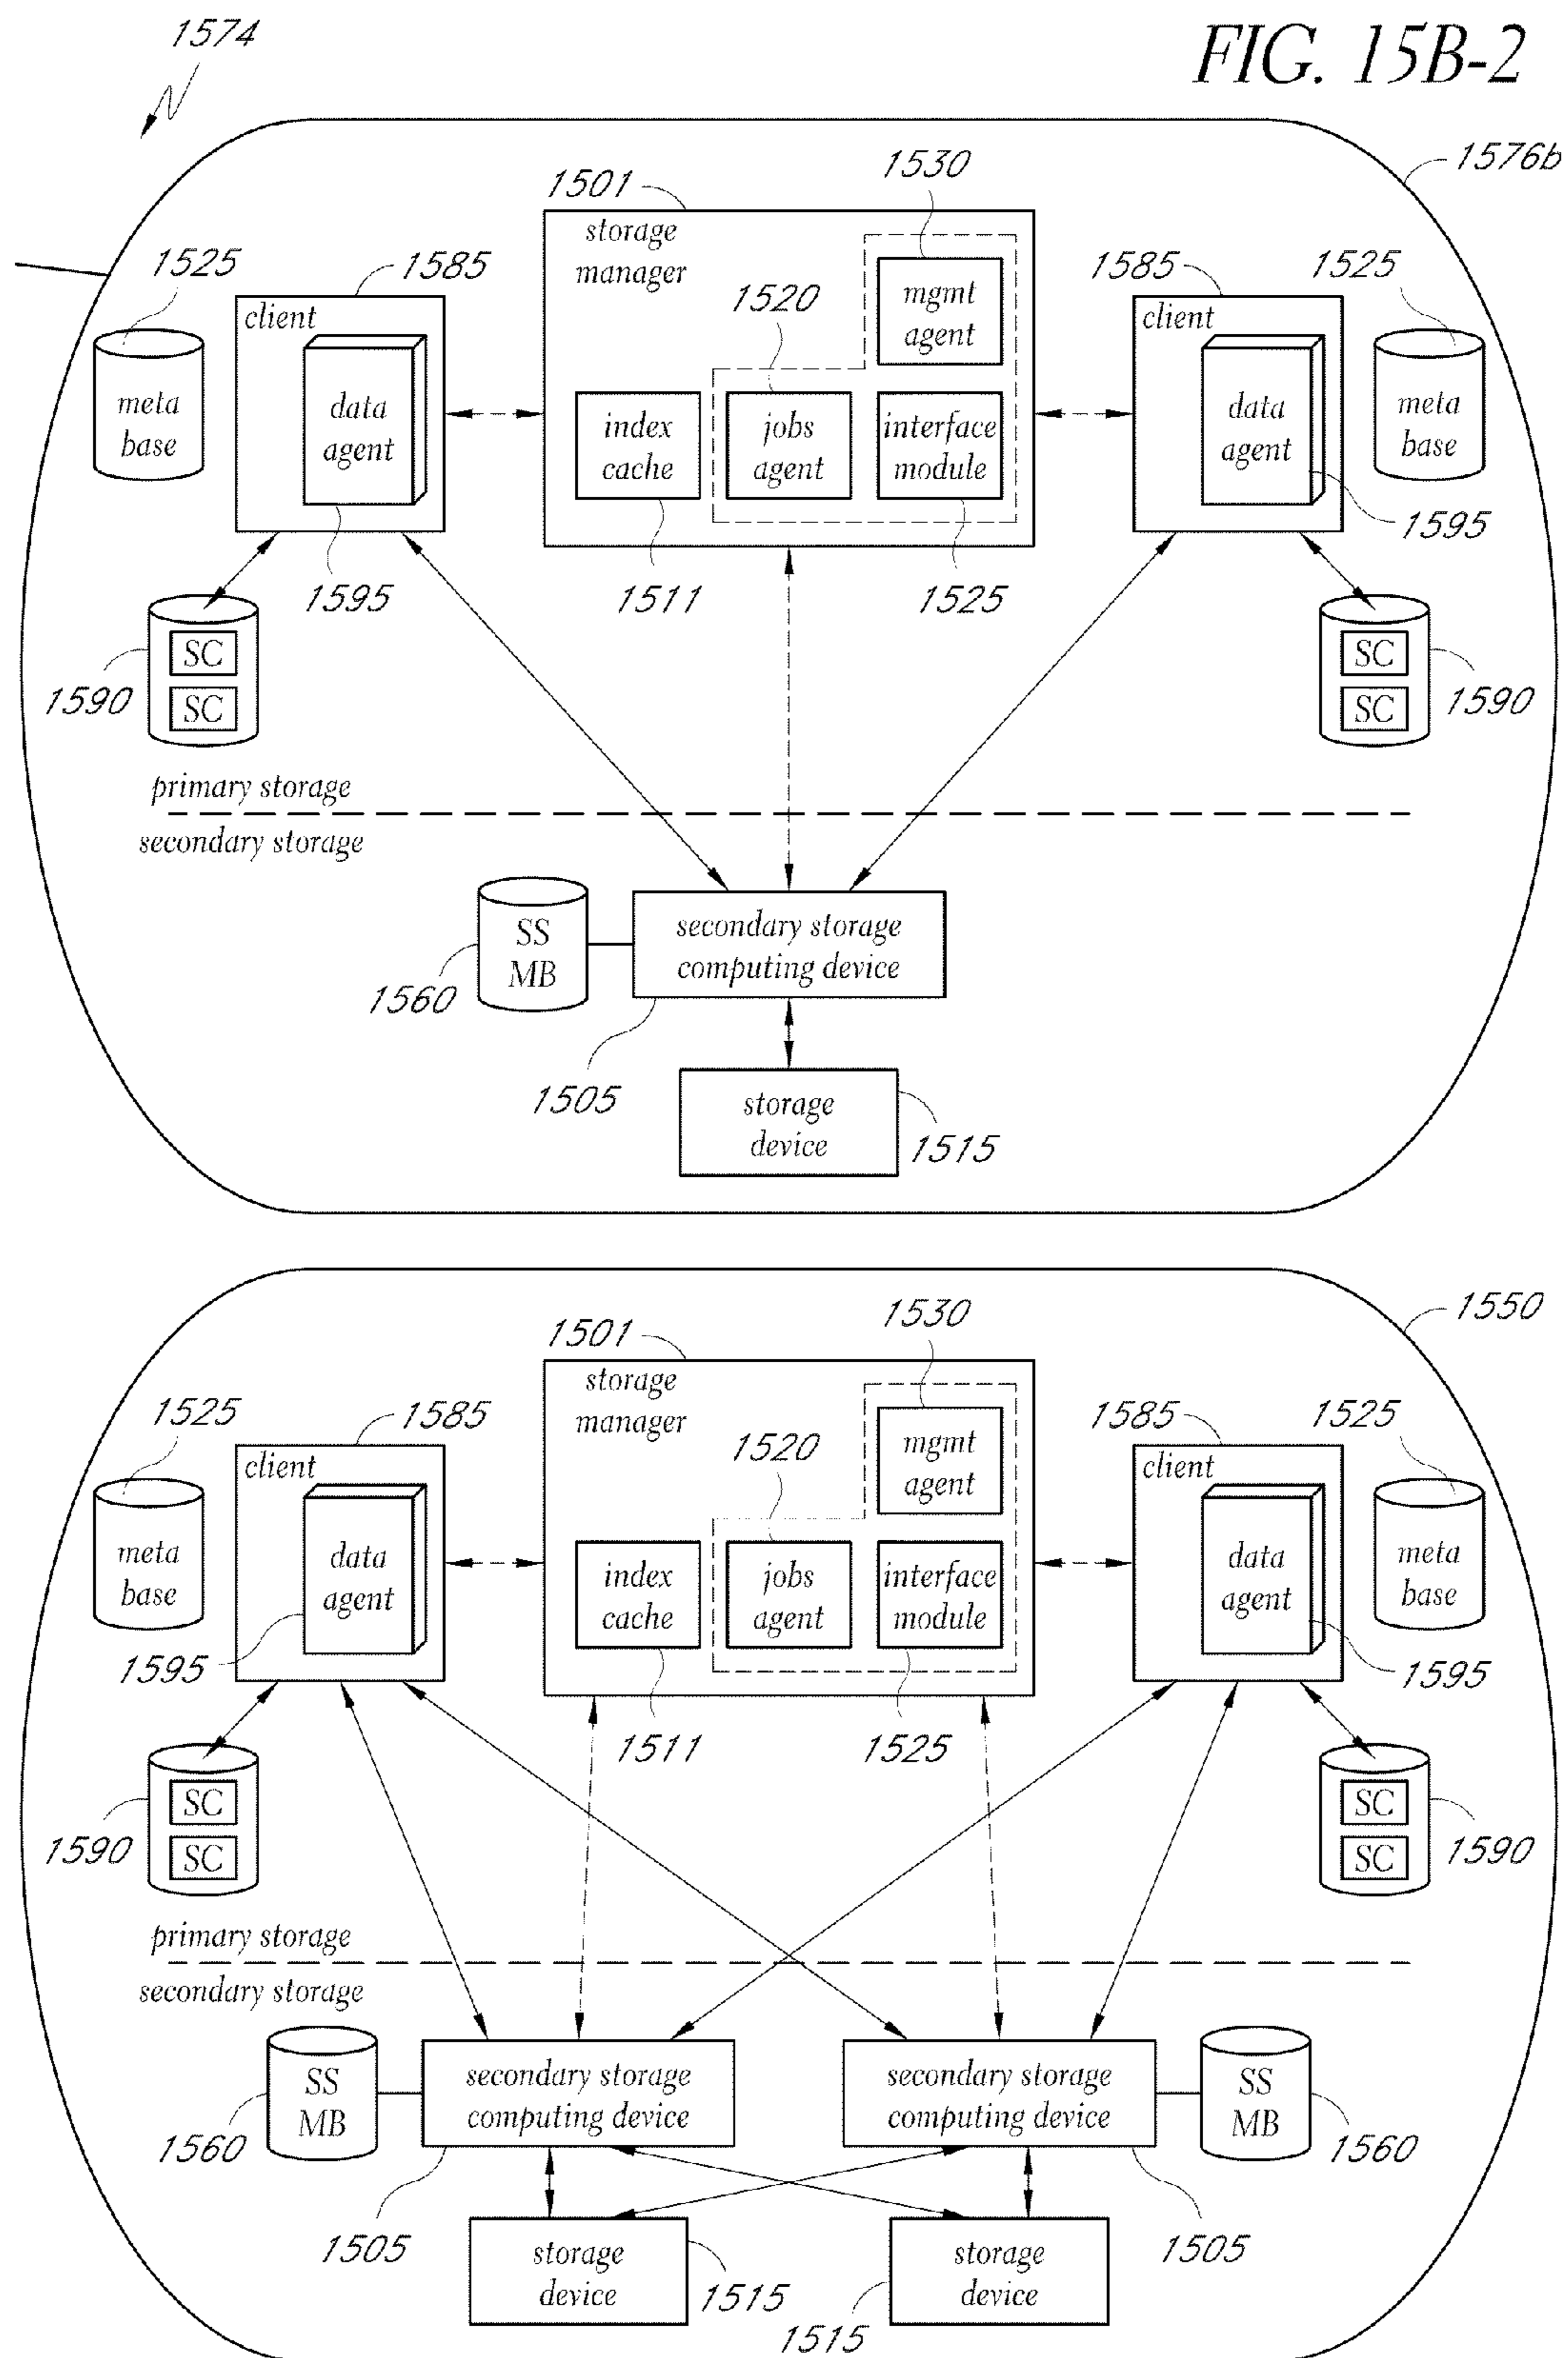 1574
FIG. 15B-2
1576b
1530
1501
storage
manager
1525
1585
1585
1525
client
1520
mgmt
agent
client
meta
base
data
agent
index
cache
jobs
agent
interface
module
data
agent
meta
base
1595
1595
1511
1525
SC
SC
1590
SC
SC
1590
primary storage
secondary storage
SS
MB
1560
secondary storage
computing device
1505
storage
device
1515
1550
1530
1501
storage
manager
1525
1585
1585
1525
client
1520
mgmt
agent
client
meta
base
data
agent
index
cache
jobs
agent
interface
module
data
agent
meta
base
1595
1595
1511
1525
SC
SC
1590
SC
SC
1590
primary storage
secondary storage
SS
MB
1560
secondary storage
computing device
secondary storage
computing device
SS
MB
1560
1505
1505
storage
device
1515
storage
device
1515